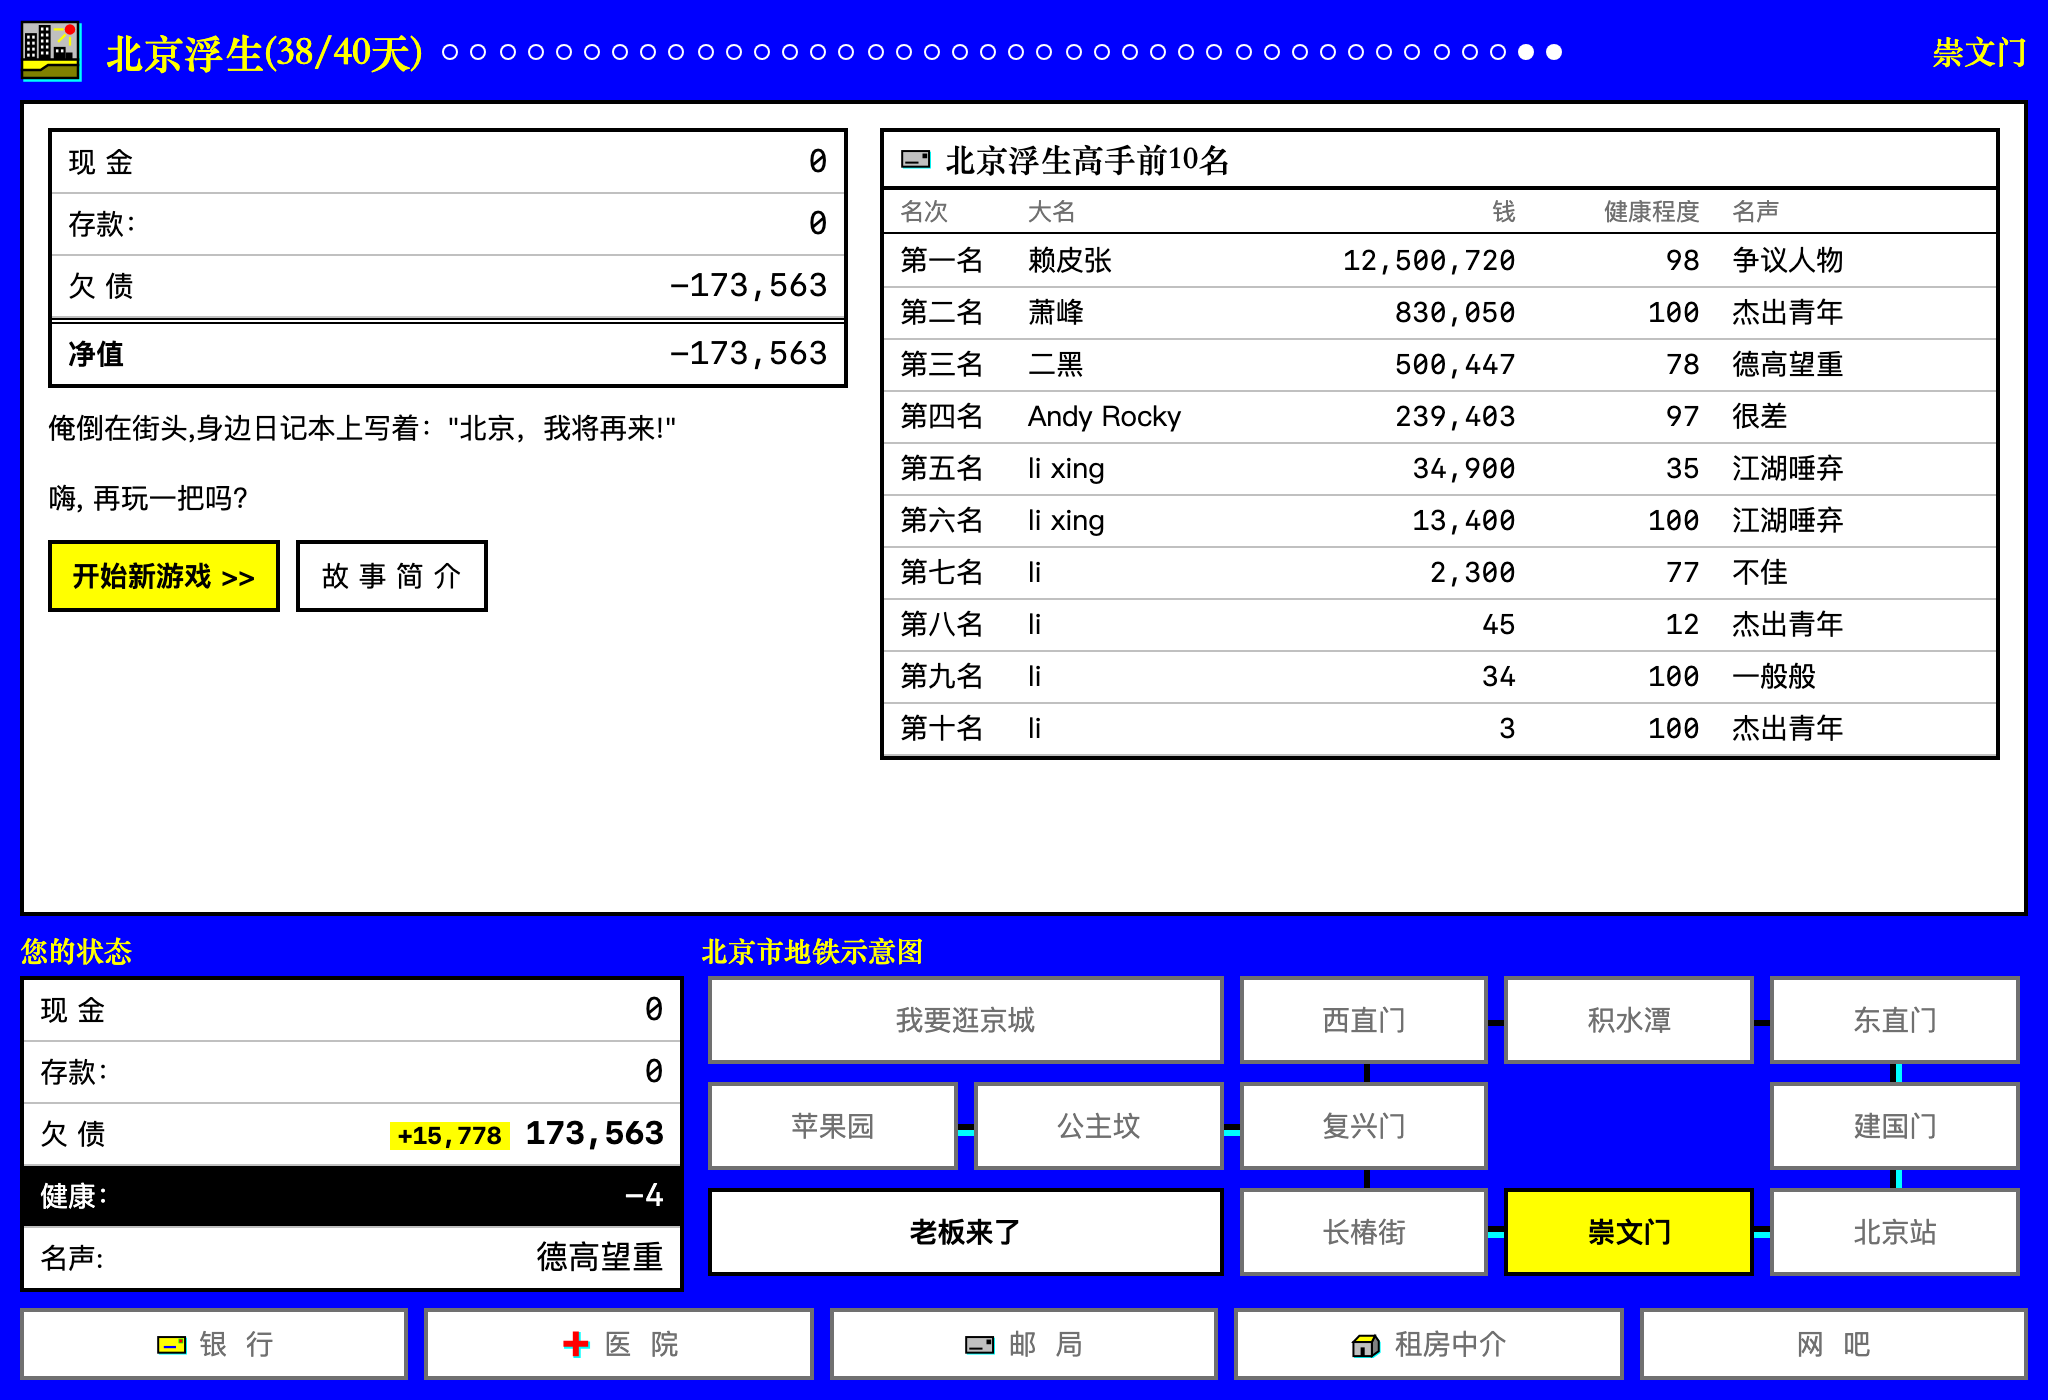 北京浮生(38/40天)
崇文门
现 金 0
存款: 0
欠 债 −173,563
净值 −173,563
俺倒在街头,身边日记本上写着："北京，我将再来!"
嗨, 再玩一把吗?
开始新游戏 >>
故 事 简 介
北京浮生高手前10名
名次 大名 钱 健康程度 名声
第一名 赖皮张 12,500,720 98 争议人物
第二名 萧峰 830,050 100 杰出青年
第三名 二黑 500,447 78 德高望重
第四名 Andy Rocky 239,403 97 很差
第五名 li xing 34,900 35 江湖唾弃
第六名 li xing 13,400 100 江湖唾弃
第七名 li 2,300 77 不佳
第八名 li 45 12 杰出青年
第九名 li 34 100 一般般
第十名 li 3 100 杰出青年
您的状态
现 金 0
存款: 0
欠 债 +15,778 173,563
健康: −4
名声: 德高望重
北京市地铁示意图
我要逛京城 西直门 积水潭 东直门
苹果园 公主坟 复兴门 建国门
老板来了 长椿街 崇文门 北京站
银 行 医 院 邮 局 租房中介 网 吧